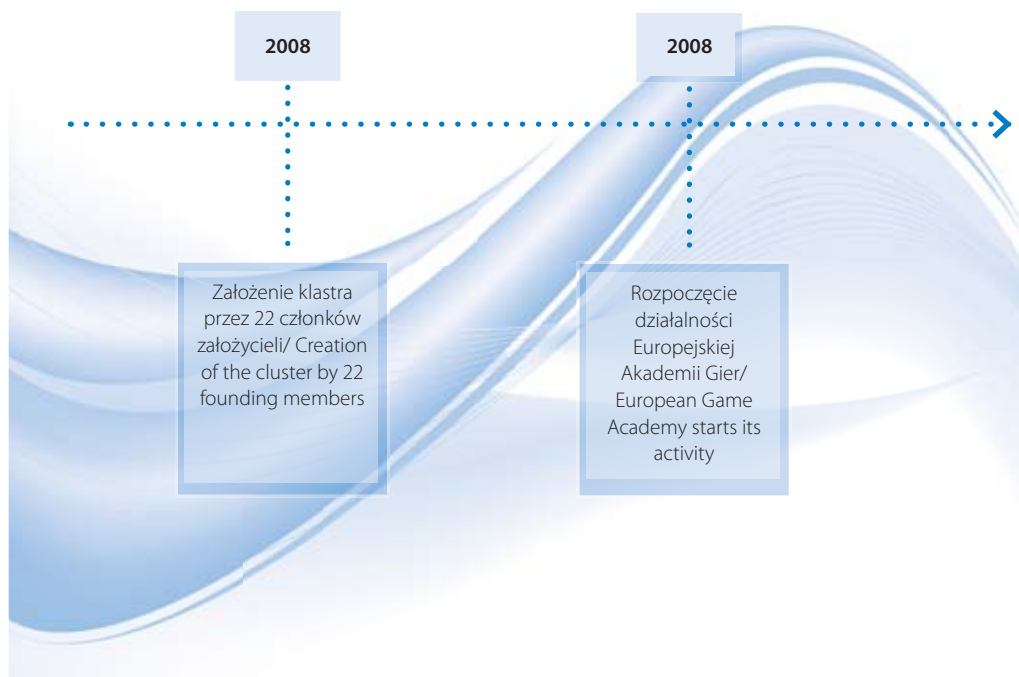 2008
2008
Założenie klastra
przez 22 członków
założycieli/ Creation
of the cluster by 22
founding members
Rozpoczęcie
działalności
Europejskiej
Akademii Gier/
European Game
Academy starts its
activity